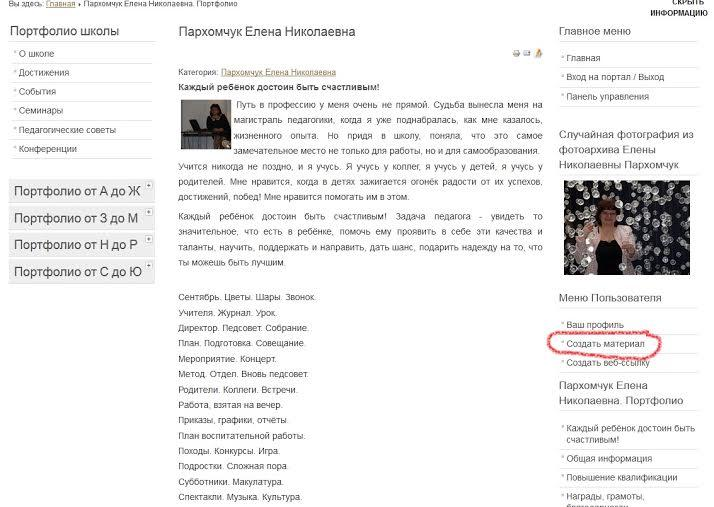 Вы здесь: Главная Пархомчук Елена Николаевна. Портфолио
СКРЫТЬ
ИНФОРМАЦИЮ
Портфолио школы
О школе
Достижения
События
Семинары
Педагогические советы
Конференции
Портфолио от А до Ж
Портфолио от З до М
Портфолио от Н до Р
Портфолио от С до Ю
Пархомчук Елена Николаевна
Категория: Пархомчук Елена Николаевна
Каждый ребёнок достоин быть счастливым!
Путь в профессию у меня очень не прямой. Судьба вынесла меня на
магистраль педагогики, когда я уже поднабралась, как мне казалось,
жизненного опыта. Но придя в школу, поняла, что это самое
замечательное место не только для работы, но и для самообразования.
Учится никогда не поздно, и я учусь. Я учусь у коллег, я учусь у детей, я учусь у
родителей. Мне нравится, когда в детях зажигается огонёк радости от их успехов,
достижений, побед! Мне нравится помогать им в этом.
Каждый ребёнок достоин быть счастливым! Задача педагога - увидеть то
значительное, что есть в ребёнке, помочь ему проявить в себе эти качества и
таланты, научить, поддержать и направить, дать шанс, подарить надежду на то, что
ты можешь быть лучшим.
Сентябрь. Цветы. Шары. Звонок.
Учителя. Журнал. Урок.
Директор. Педсовет. Собрание.
План. Подготовка. Совещание.
Мероприятие. Концерт.
Метод. Отдел. Вновь педсовет.
Родители. Коллеги. Встречи.
Работа, взятая на вечер.
Приказы, графики, отчёты.
План воспитательной работы.
Походы. Конкурсы. Игра.
Подростки. Сложная пора.
Субботники. Макулатура.
Спектакли. Музыка. Культура.
Главное меню
Главная
Вход на портал / Выход
Панель управления
Случайная фотография из
фотоархива Елены
Николаевны Пархомчук
Меню Пользователя
Ваш профиль
Создать материал
Создать веб-ссылку
Пархомчук Елена
Николаевна. Портфолио
Каждый ребёнок достоин быть
счастливым!
Общая информация
Повышение квалификации
Награды, грамоты,